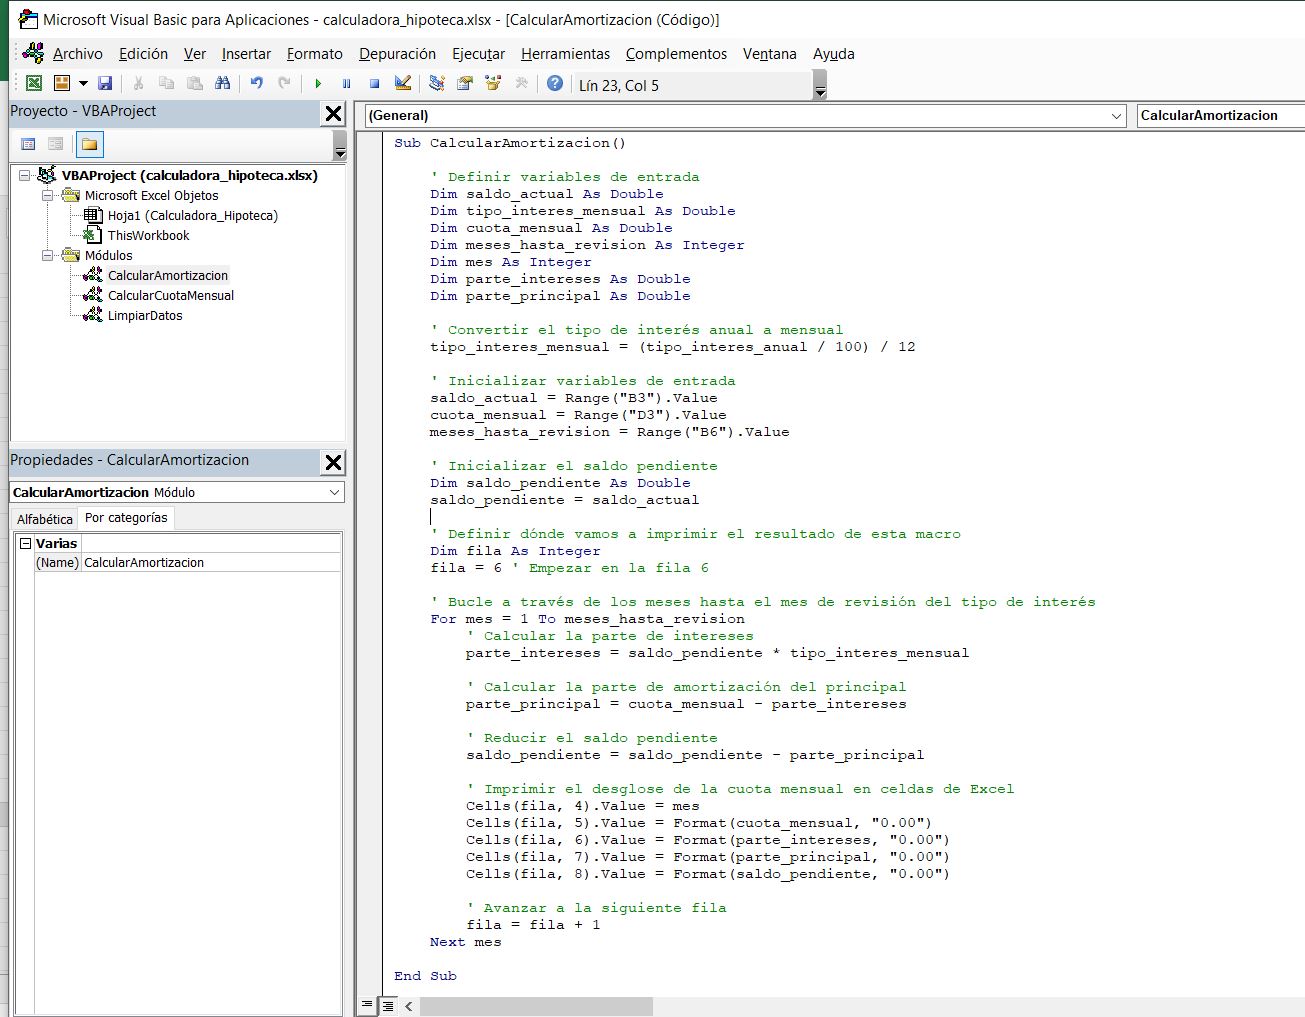 Microsoft Visual Basic para Aplicaciones - calculadora_hipoteca.xlsx - [CalcularAmortizacion (Código)]
Archivo Edición Ver Insertar Formato Depuración Ejecutar Herramientas Complementos Ventana Ayuda
Lín 23, Col 5
Proyecto - VBAProject
VBAProject (calculadora_hipoteca.xlsx)
Microsoft Excel Objetos
Hoja1 (Calculadora_Hipoteca)
ThisWorkbook
Módulos
CalcularAmortizacion
CalcularCuotaMensual
LimpiarDatos
Propiedades - CalcularAmortizacion
CalcularAmortizacion Módulo
Alfabética Por categorías
Varias
(Name) CalcularAmortizacion
(General) CalcularAmortizacion
Sub CalcularAmortizacion()
' Definir variables de entrada
Dim saldo_actual As Double
Dim tipo_interes_mensual As Double
Dim cuota_mensual As Double
Dim meses_hasta_revision As Integer
Dim mes As Integer
Dim parte_intereses As Double
Dim parte_principal As Double
' Convertir el tipo de interés anual a mensual
tipo_interes_mensual = (tipo_interes_anual / 100) / 12
' Inicializar variables de entrada
saldo_actual = Range("B3").Value
cuota_mensual = Range("D3").Value
meses_hasta_revision = Range("B6").Value
' Inicializar el saldo pendiente
Dim saldo_pendiente As Double
saldo_pendiente = saldo_actual
' Definir dónde vamos a imprimir el resultado de esta macro
Dim fila As Integer
fila = 6 ' Empezar en la fila 6
' Bucle a través de los meses hasta el mes de revisión del tipo de interés
For mes = 1 To meses_hasta_revision
' Calcular la parte de intereses
parte_intereses = saldo_pendiente * tipo_interes_mensual
' Calcular la parte de amortización del principal
parte_principal = cuota_mensual - parte_intereses
' Reducir el saldo pendiente
saldo_pendiente = saldo_pendiente - parte_principal
' Imprimir el desglose de la cuota mensual en celdas de Excel
Cells(fila, 4).Value = mes
Cells(fila, 5).Value = Format(cuota_mensual, "0.00")
Cells(fila, 6).Value = Format(parte_intereses, "0.00")
Cells(fila, 7).Value = Format(parte_principal, "0.00")
Cells(fila, 8).Value = Format(saldo_pendiente, "0.00")
' Avanzar a la siguiente fila
fila = fila + 1
Next mes
End Sub